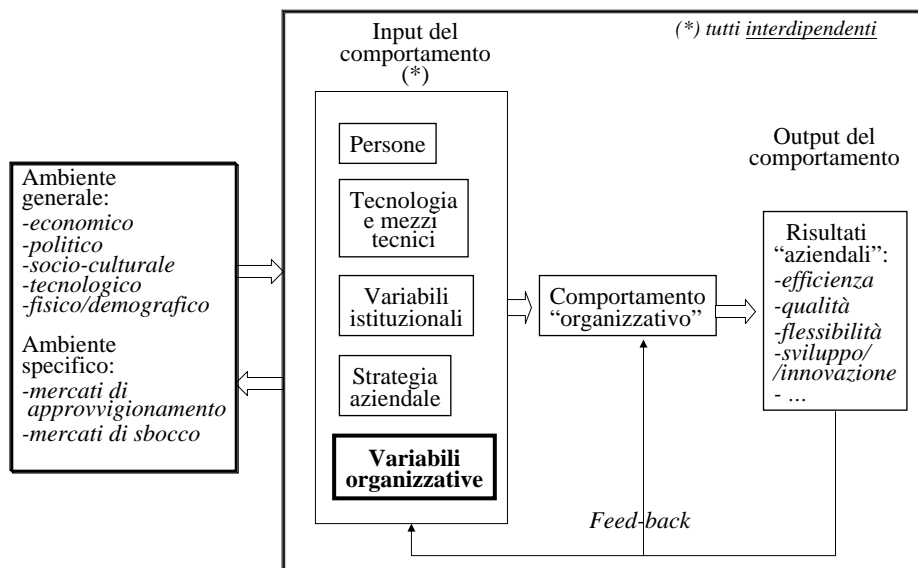 (*) tutti interdipendenti
Input del
comportamento
(*)
Persone
Tecnologia
e mezzi
tecnici
Variabili
istituzionali
Strategia
aziendale
Variabili
organizzative
Ambiente
generale:
-economico
-politico
-socio-culturale
-tecnologico
-fisico/demografico
Ambiente
specifico:
-mercati di
approvvigionamento
-mercati di sbocco
Comportamento
“organizzativo”
Output del
comportamento
Risultati
“aziendali”:
-efficienza
-qualità
-flessibilità
-sviluppo/
/innovazione
- ...
Feed-back